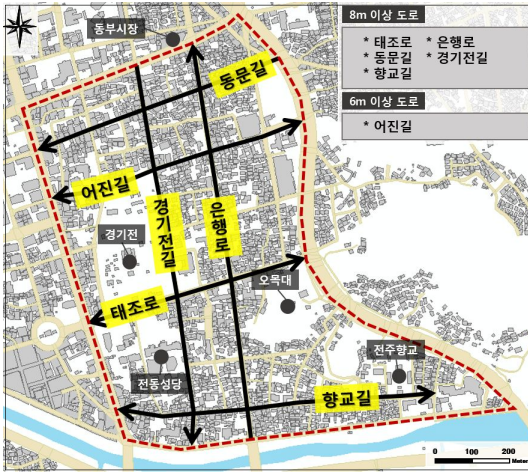 8m 이상 도로
* 태조로 * 은행로
* 동문길 * 경기전길
* 향교길
6m 이상 도로
* 어진길
동부시장
동문길
어진길
경기전길
은행로
경기전
오목대
태조로
전주향교
전동성당
향교길
0 100 200
Meter